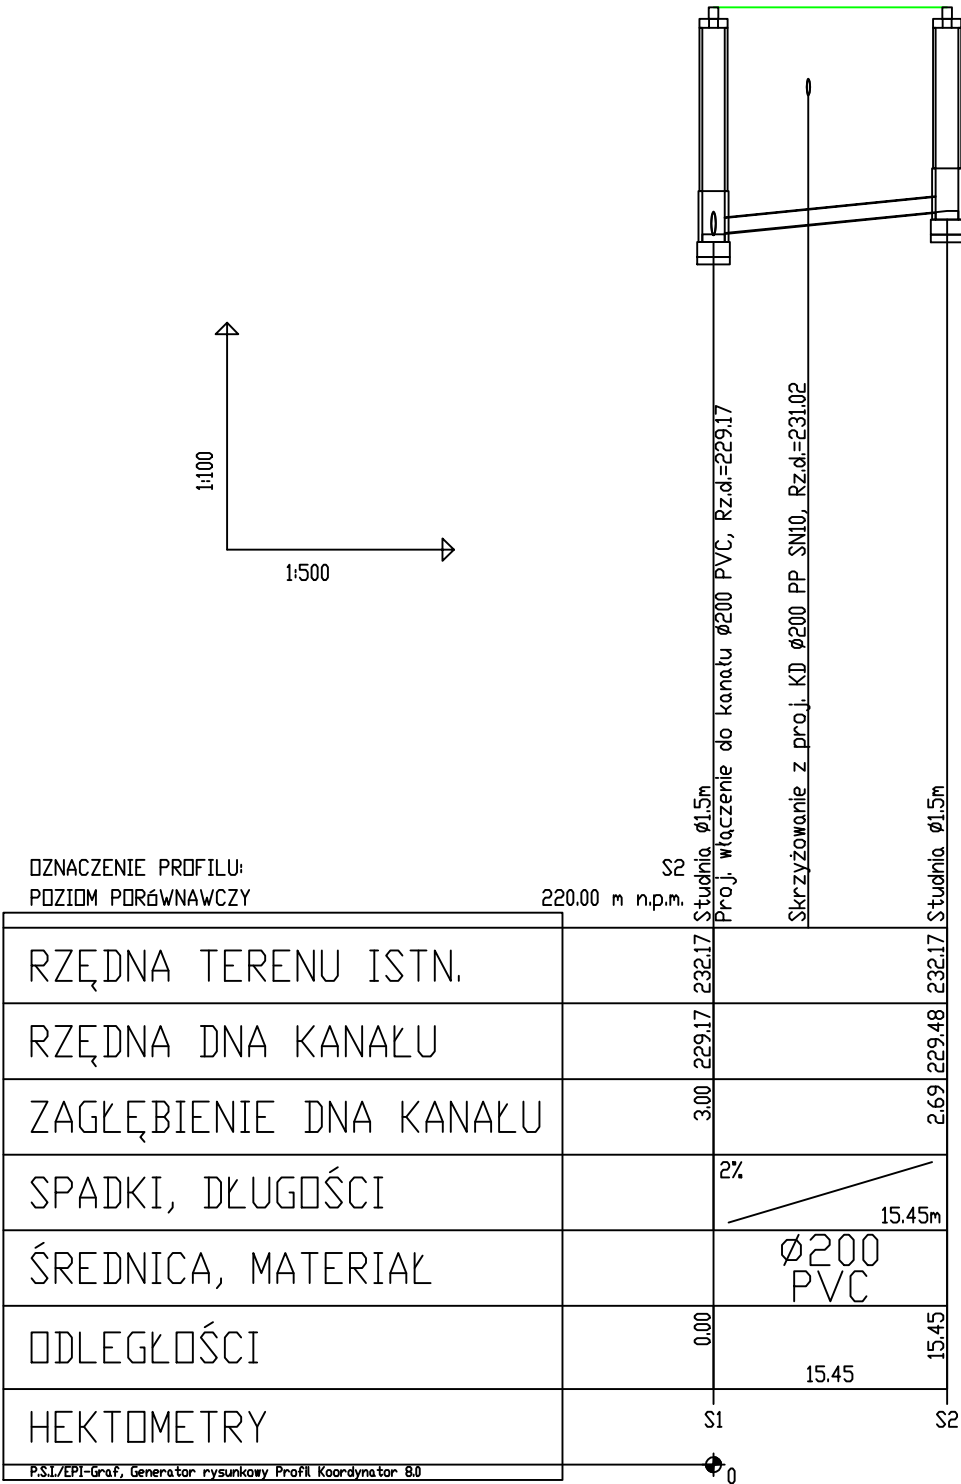 1:100
1:500
Studnia ø1.5m
Proj. włączenie do kanału ø200 PVC, Rz.d.=229.17
Skrzyżowanie z proj. KD ø200 PP SN10, Rz.d.=231.02
Studnia ø1.5m
OZNACZENIE PROFILU: S2
POZIOM PORóWNAWCZY 220.00 m n.p.m.
RZĘDNA TERENU ISTN. 232.17 232.17
RZĘDNA DNA KANAŁU 229.17 229.48
ZAGŁĘBIENIE DNA KANAŁU 3.00 2.69
SPADKI, DŁUGOŚCI 2% 15.45m
ŚREDNICA, MATERIAŁ ø200
PVC
ODLEGŁOŚCI 0.00 15.45 15.45
HEKTOMETRY S1 S2
P.S.I./EPI-Graf, Generator rysunkowy Profil Koordynator 8.0 0